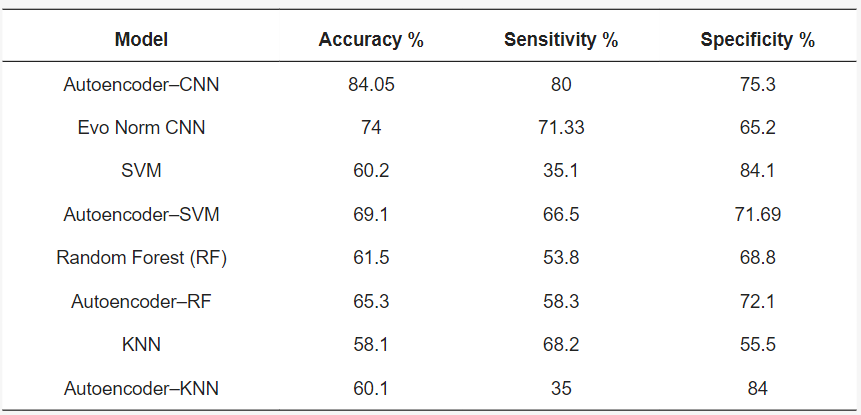 Model Accuracy % Sensitivity % Specificity %
Autoencoder–CNN 84.05 80 75.3
Evo Norm CNN 74 71.33 65.2
SVM 60.2 35.1 84.1
Autoencoder–SVM 69.1 66.5 71.69
Random Forest (RF) 61.5 53.8 68.8
Autoencoder–RF 65.3 58.3 72.1
KNN 58.1 68.2 55.5
Autoencoder–KNN 60.1 35 84